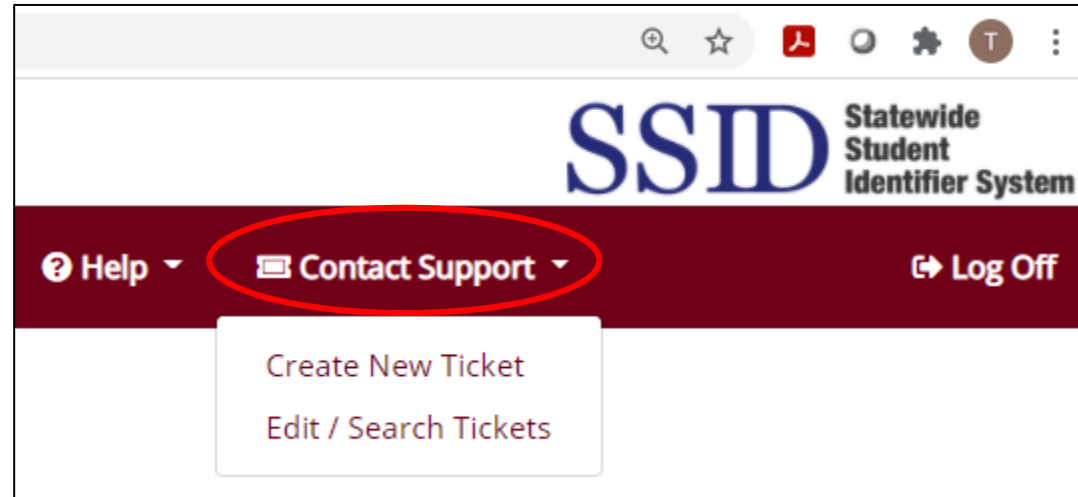 T
SSID
Statewide
Student
Identifier System
Help
Contact Support
Log Off
Create New Ticket
Edit / Search Tickets